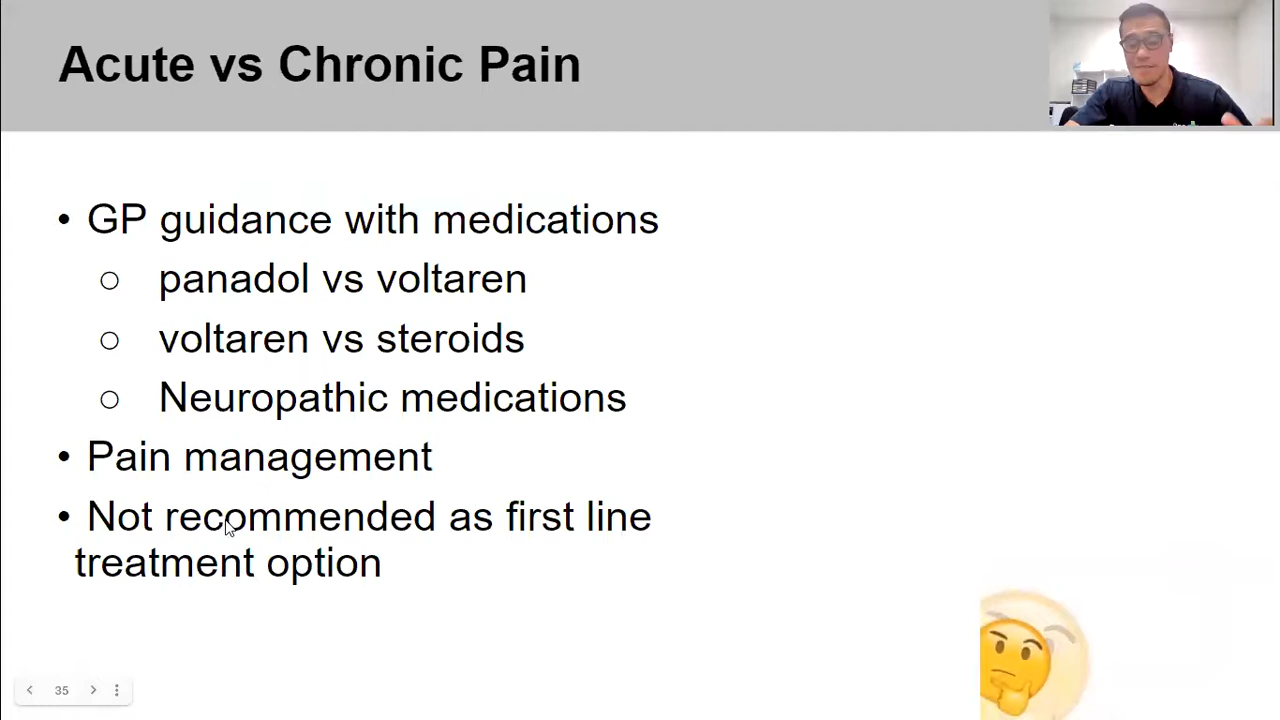 Acute vs Chronic Pain
• GP guidance with medications
○ panadol vs voltaren
○ voltaren vs steroids
○ Neuropathic medications
• Pain management
• Not recommended as first line
treatment option
35